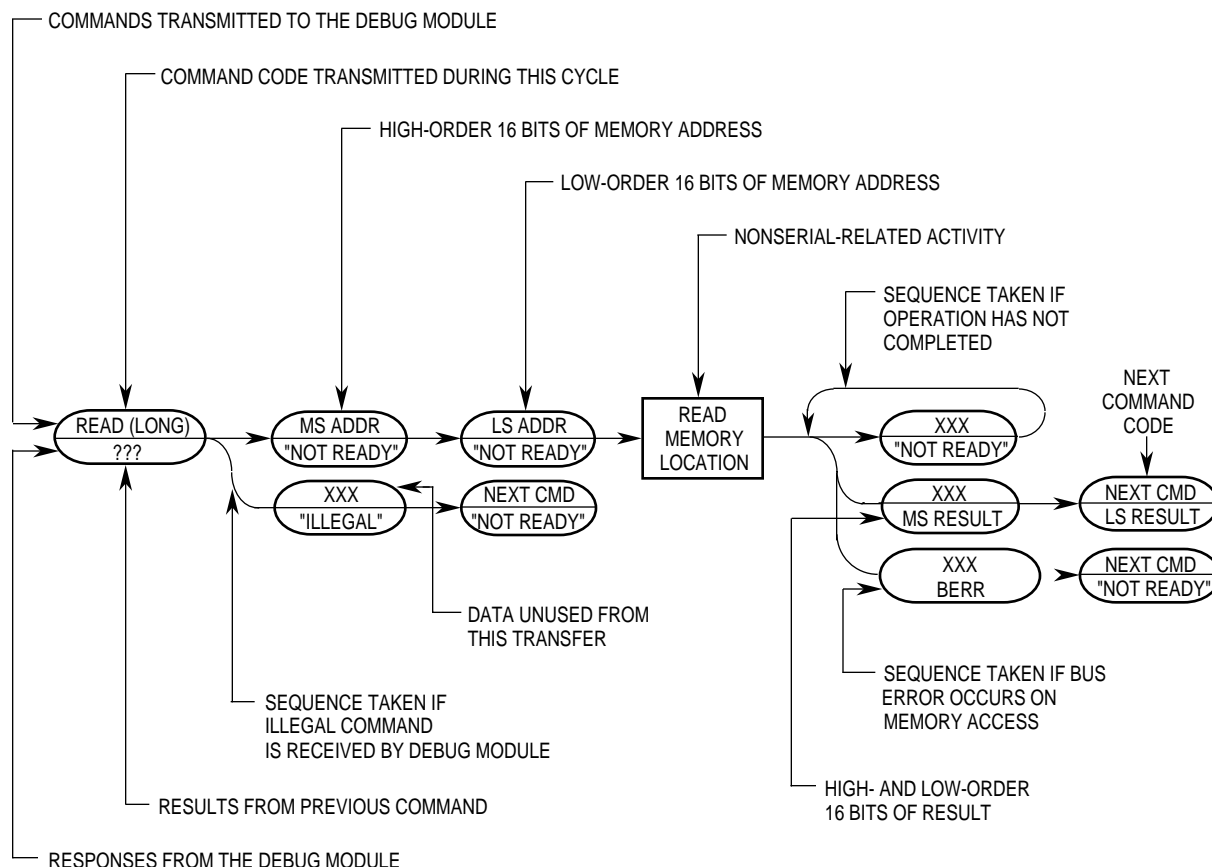 COMMANDS TRANSMITTED TO THE DEBUG MODULE
COMMAND CODE TRANSMITTED DURING THIS CYCLE
HIGH-ORDER 16 BITS OF MEMORY ADDRESS
LOW-ORDER 16 BITS OF MEMORY ADDRESS
NONSERIAL-RELATED ACTIVITY
SEQUENCE TAKEN IF
OPERATION HAS NOT
COMPLETED
NEXT
COMMAND
CODE
READ (LONG)
???
MS ADDR
"NOT READY"
LS ADDR
"NOT READY"
READ
MEMORY
LOCATION
XXX
"NOT READY"
XXX
"ILLEGAL"
NEXT CMD
"NOT READY"
XXX
MS RESULT
NEXT CMD
LS RESULT
XXX
BERR
NEXT CMD
"NOT READY"
DATA UNUSED FROM
THIS TRANSFER
SEQUENCE TAKEN IF
ILLEGAL COMMAND
IS RECEIVED BY DEBUG MODULE
SEQUENCE TAKEN IF BUS
ERROR OCCURS ON
MEMORY ACCESS
HIGH- AND LOW-ORDER
16 BITS OF RESULT
RESULTS FROM PREVIOUS COMMAND
RESPONSES FROM THE DEBUG MODULE